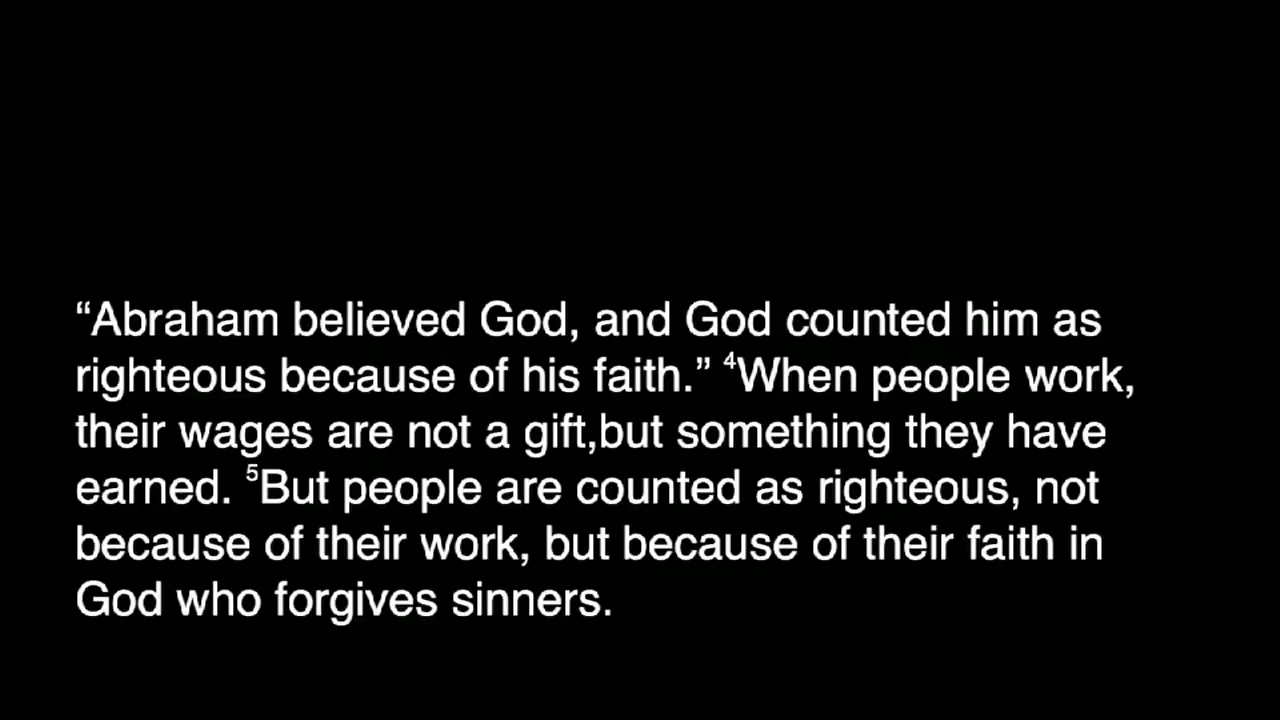 “Abraham believed God, and God counted him as
righteous because of his faith.” ⁴When people work,
their wages are not a gift,but something they have
earned. ⁵But people are counted as righteous, not
because of their work, but because of their faith in
God who forgives sinners.